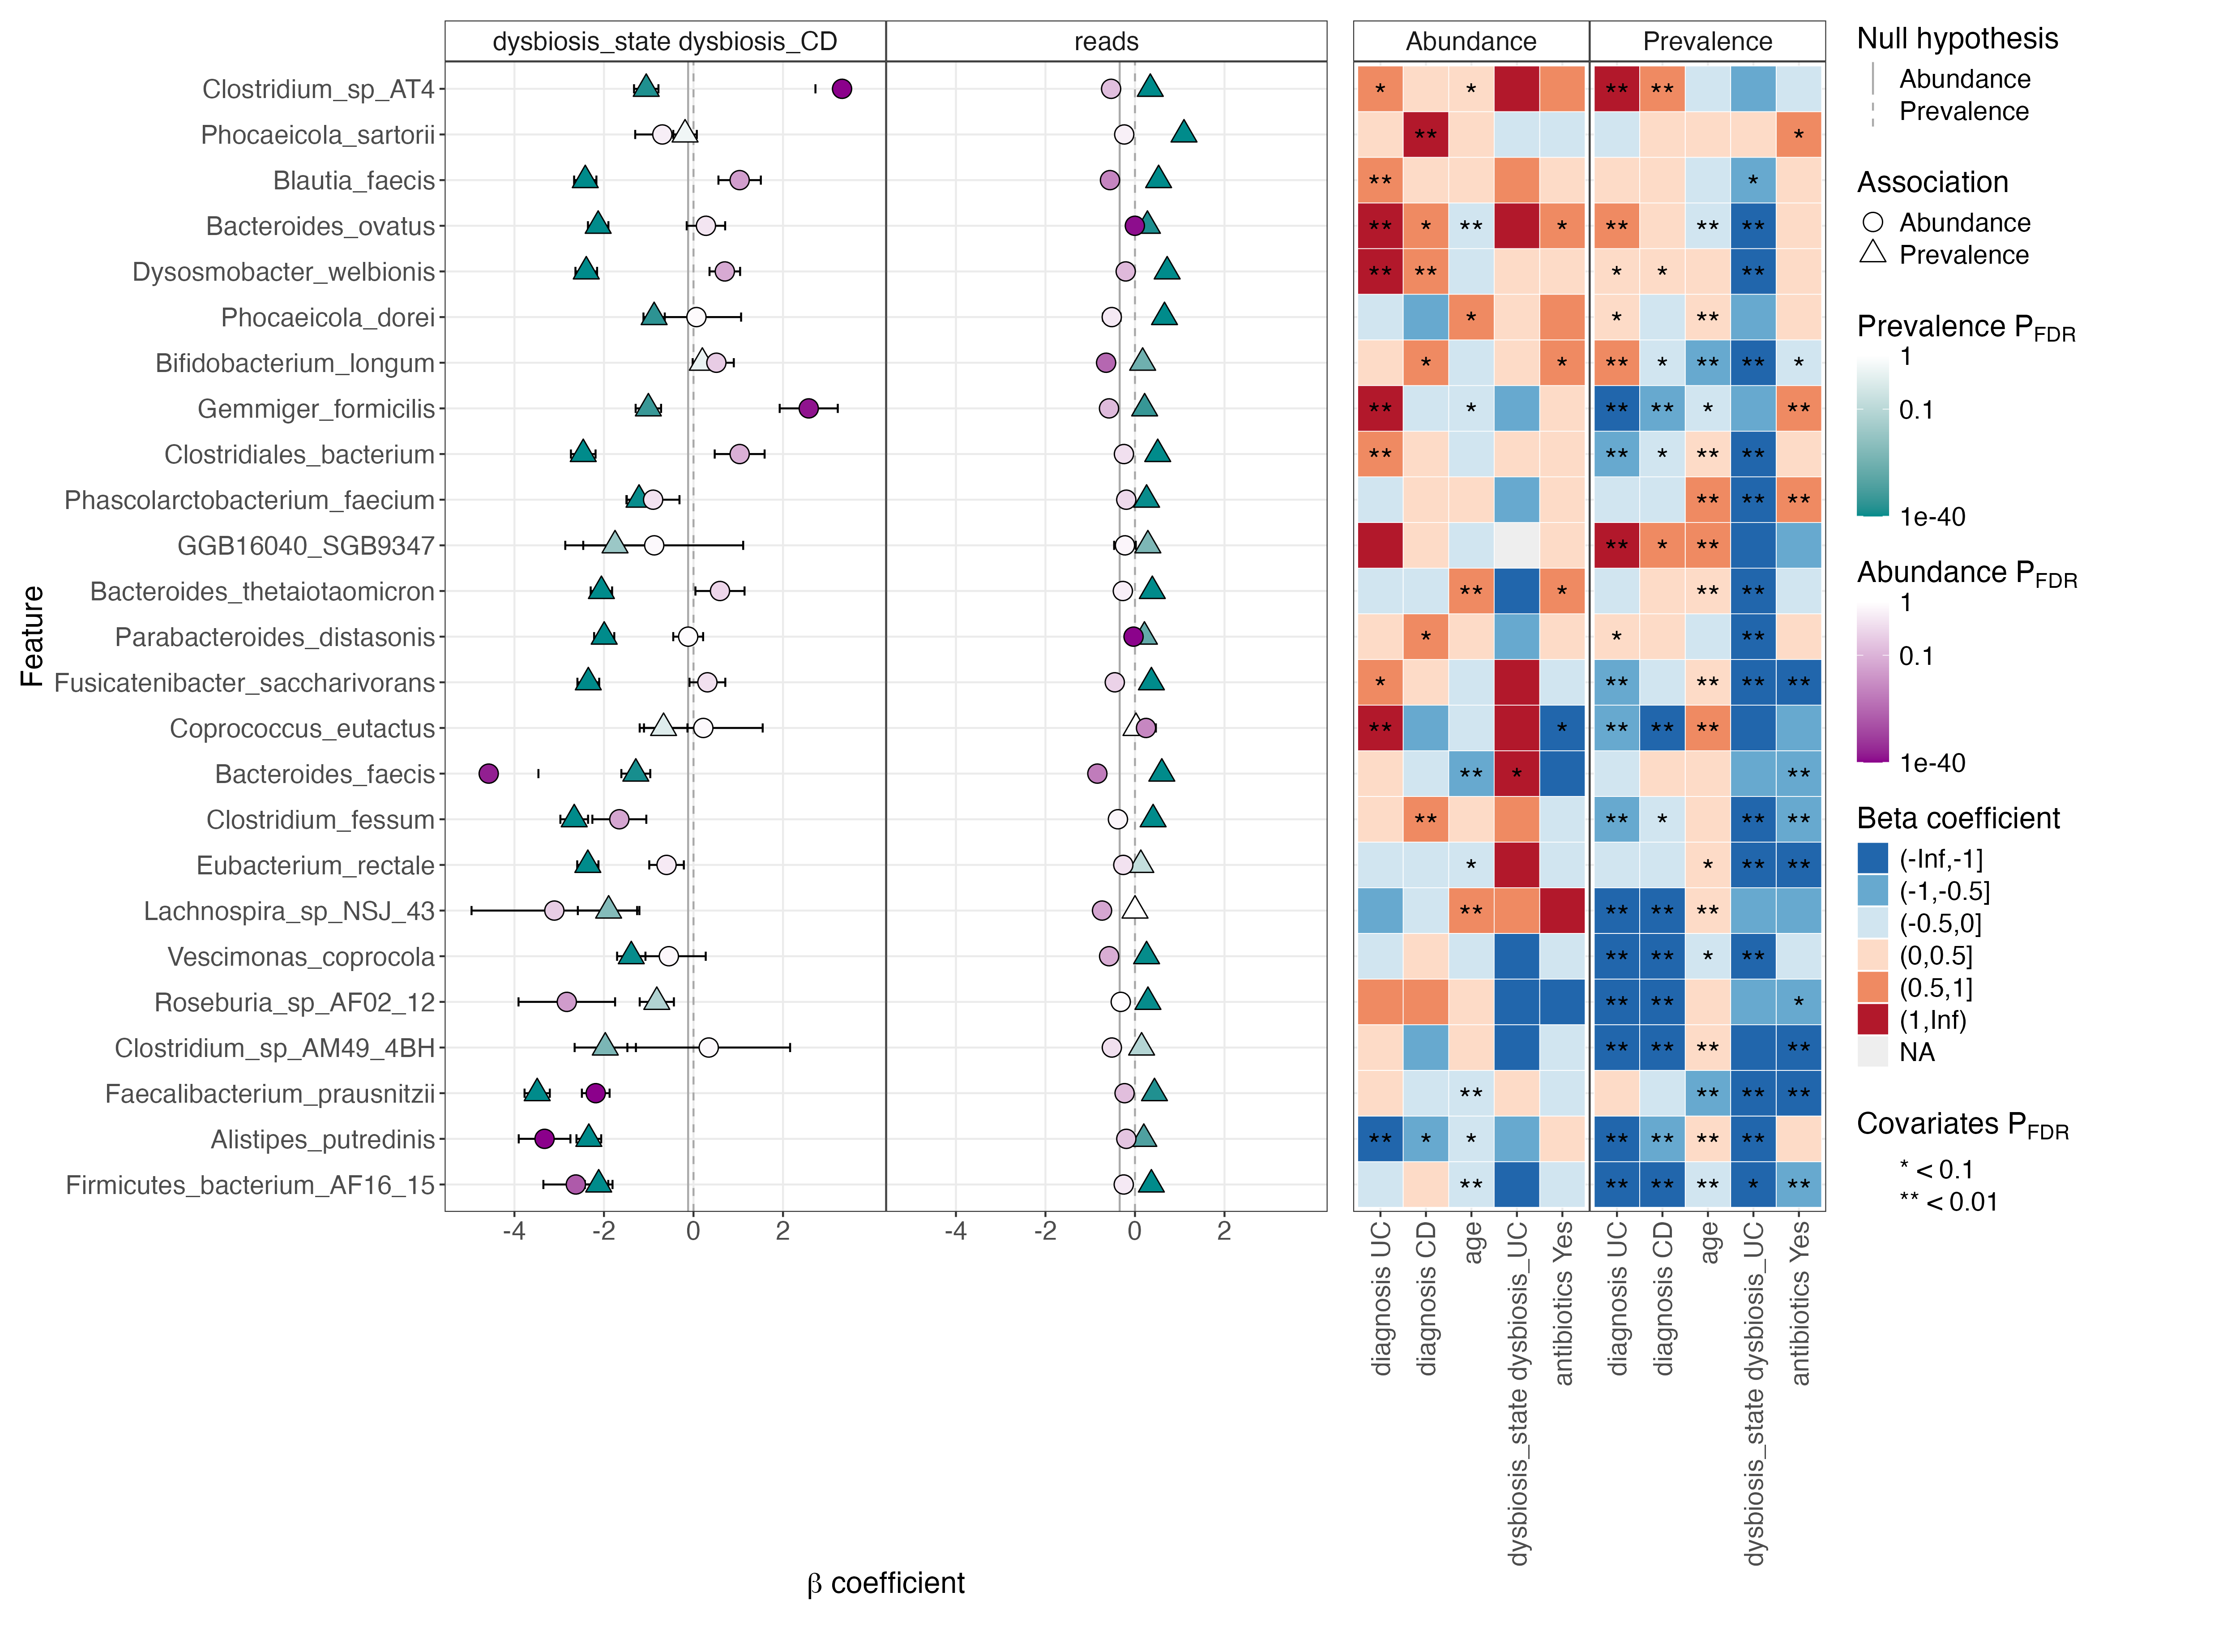 dysbiosis_state dysbiosis_CD
reads
Abundance
Prevalence
Feature
Clostridium_sp_AT4
Phocaeicola_sartorii
Blautia_faecis
Bacteroides_ovatus
Dysosmobacter_welbionis
Phocaeicola_dorei
Bifidobacterium_longum
Gemmiger_formicilis
Clostridiales_bacterium
Phascolarctobacterium_faecium
GGB16040_SGB9347
Bacteroides_thetaiotaomicron
Parabacteroides_distasonis
Fusicatenibacter_saccharivorans
Coprococcus_eutactus
Bacteroides_faecis
Clostridium_fessum
Eubacterium_rectale
Lachnospira_sp_NSJ_43
Vescimonas_coprocola
Roseburia_sp_AF02_12
Clostridium_sp_AM49_4BH
Faecalibacterium_prausnitzii
Alistipes_putredinis
Firmicutes_bacterium_AF16_15
-4 -2 0 2
-4 -2 0 2
β coefficient
* * ** **
** *
** *
** * ** * ** ** **
** ** * * **
* * **
* * ** * ** ** *
** * ** ** * **
** ** * ** **
** ** **
** * **
** * ** **
* * **
* ** ** ** **
** * ** ** **
** * **
** ** * ** **
* * ** **
** ** ** **
** ** * **
** ** *
** ** ** **
** ** ** **
** * * ** ** ** **
** ** ** ** * **
diagnosis UC
diagnosis CD
age
dysbiosis_state dysbiosis_UC
antibiotics Yes
diagnosis UC
diagnosis CD
age
dysbiosis_state dysbiosis_UC
antibiotics Yes
Null hypothesis
Abundance
Prevalence
Association
Abundance
Prevalence
Prevalence PFDR
1
0.1
1e-40
Abundance PFDR
1
0.1
1e-40
Beta coefficient
(-Inf,-1]
(-1,-0.5]
(-0.5,0]
(0,0.5]
(0.5,1]
(1,Inf)
NA
Covariates PFDR
* < 0.1
** < 0.01